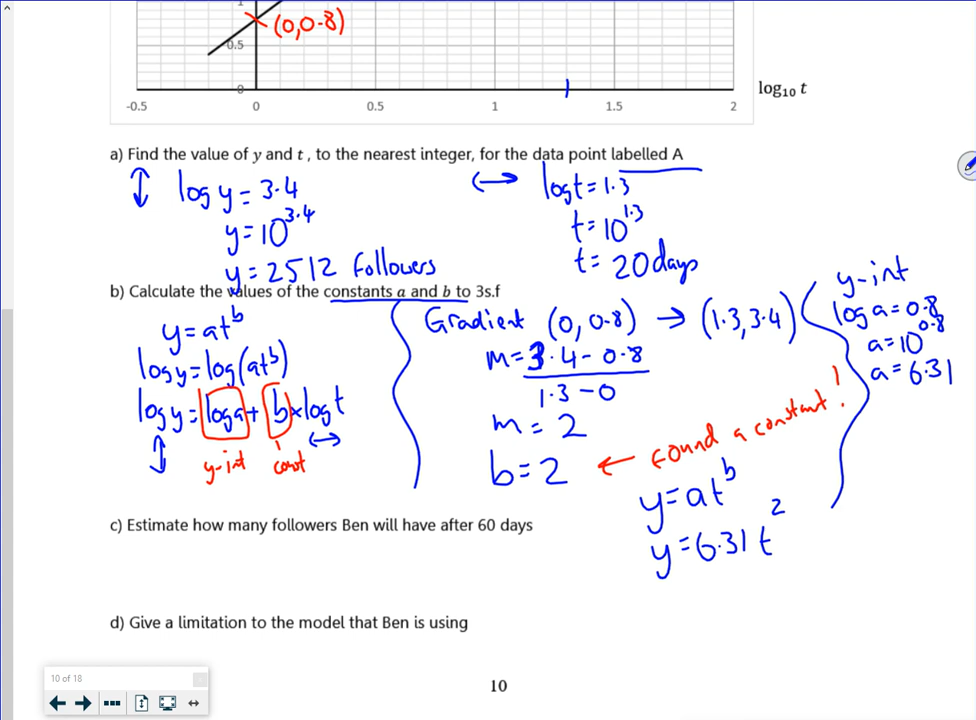 1
(0,0.8)
0.5
0
-0.5 0 0.5 1 1.5 2
log₁₀ t
a) Find the value of y and t , to the nearest integer, for the data point labelled A
↕ log y = 3.4
y = 10^3.4
y = 2512 followers
↔ log t = 1.3
t = 10^1.3
t = 20 days
b) Calculate the values of the constants a and b to 3s.f
y = at^b
log y = log(at^b)
log y = log a + b × log t
↕ ↔
y-int const
Gradient (0, 0.8) → (1.3, 3.4)
m = 3.4 - 0.8
1.3 - 0
m = 2
b = 2 ← found a constant!
y = at^b
y = 6.31 t^2
y-int
log a = 0.8
a = 10^0.8
a = 6.31
c) Estimate how many followers Ben will have after 60 days
d) Give a limitation to the model that Ben is using
10 of 18
10